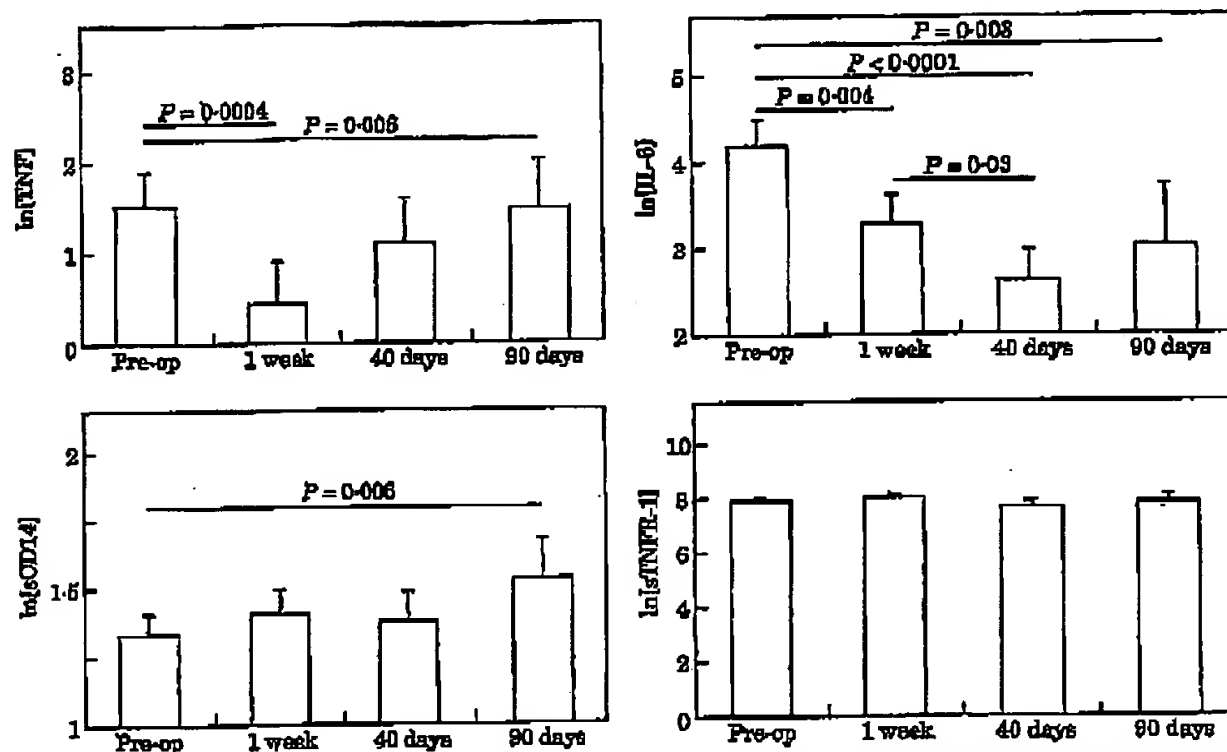 ln[TNF]
3
2
1
0
P = 0·0004
P = 0·006
Pre-op 1 week 40 days 90 days
ln[IL-6]
5
4
3
2
P = 0·008
P < 0·0001
P = 0·004
P = 0·03
Pre-op 1 week 40 days 90 days
ln[sCD14]
2
1·5
1
P = 0·006
Pre-op 1 week 40 days 90 days
ln[sTNFR-1]
10
8
6
4
2
0
Pre-op 1 week 40 days 90 days